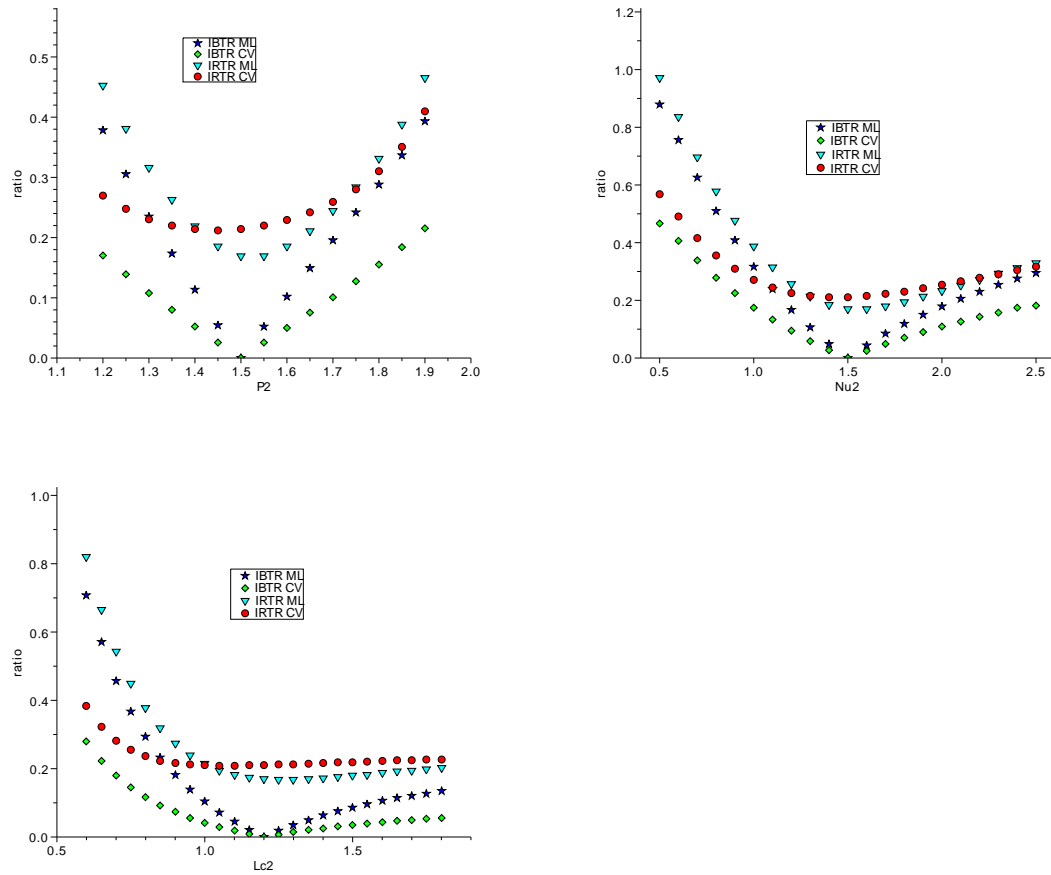 0.5
0.4
0.3
0.2
0.1
0.0
ratio
IBTR ML
IBTR CV
IRTR ML
IRTR CV
1.1 1.2 1.3 1.4 1.5 1.6 1.7 1.8 1.9 2.0
P2
1.2
1.0
0.8
0.6
0.4
0.2
0.0
ratio
IBTR ML
IBTR CV
IRTR ML
IRTR CV
0.5 1.0 1.5 2.0 2.5
Nu2
1.0
0.8
0.6
0.4
0.2
0.0
ratio
IBTR ML
IBTR CV
IRTR ML
IRTR CV
0.5 1.0 1.5
Lc2